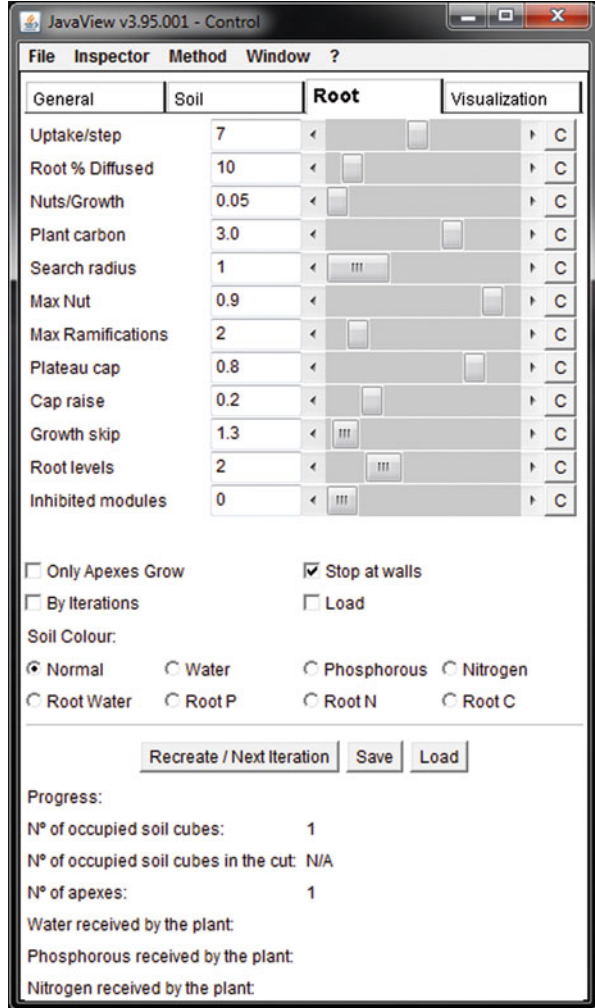 JavaView v3.95.001 - Control
File Inspector Method Window ?
General Soil Root Visualization
Uptake/step 7 C
Root % Diffused 10 C
Nuts/Growth 0.05 C
Plant carbon 3.0 C
Search radius 1 C
Max Nut 0.9 C
Max Ramifications 2 C
Plateau cap 0.8 C
Cap raise 0.2 C
Growth skip 1.3 C
Root levels 2 C
Inhibited modules 0 C
Only Apexes Grow Stop at walls
By Iterations Load
Soil Colour:
Normal Water Phosphorous Nitrogen
Root Water Root P Root N Root C
Recreate / Next Iteration Save Load
Progress:
Nº of occupied soil cubes: 1
Nº of occupied soil cubes in the cut: N/A
Nº of apexes: 1
Water received by the plant:
Phosphorous received by the plant:
Nitrogen received by the plant: